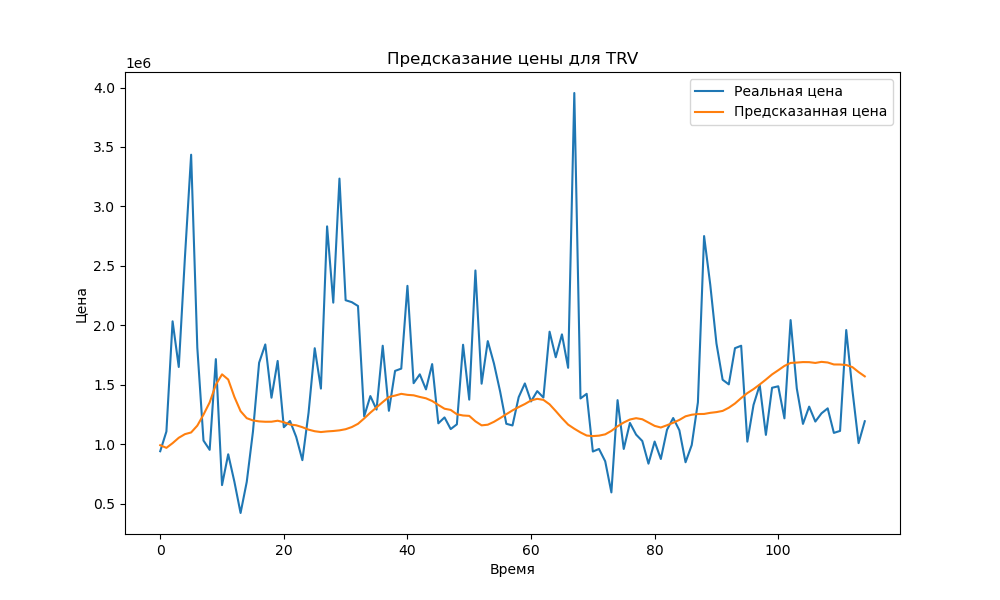 Предсказание цены для TRV
1e6
Реальная цена
Предсказанная цена
4.0
3.5
3.0
2.5
2.0
1.5
1.0
0.5
Цена
0 20 40 60 80 100
Время